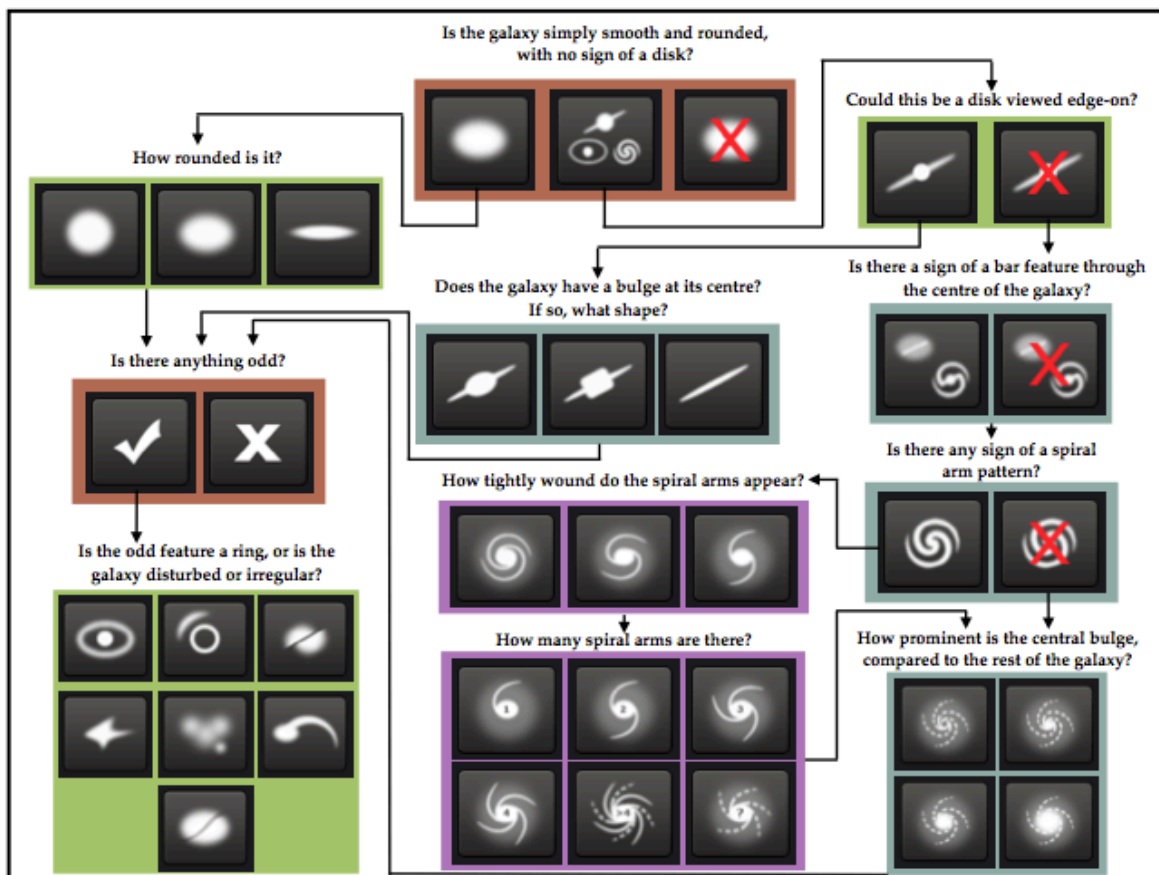 Is the galaxy simply smooth and rounded,
with no sign of a disk?
Could this be a disk viewed edge-on?
How rounded is it?
Is there a sign of a bar feature through
the centre of the galaxy?
Does the galaxy have a bulge at its centre?
If so, what shape?
Is there anything odd?
Is there any sign of a spiral
arm pattern?
How tightly wound do the spiral arms appear?
Is the odd feature a ring, or is the
galaxy disturbed or irregular?
How many spiral arms are there?
How prominent is the central bulge,
compared to the rest of the galaxy?
1
2
3
4
?